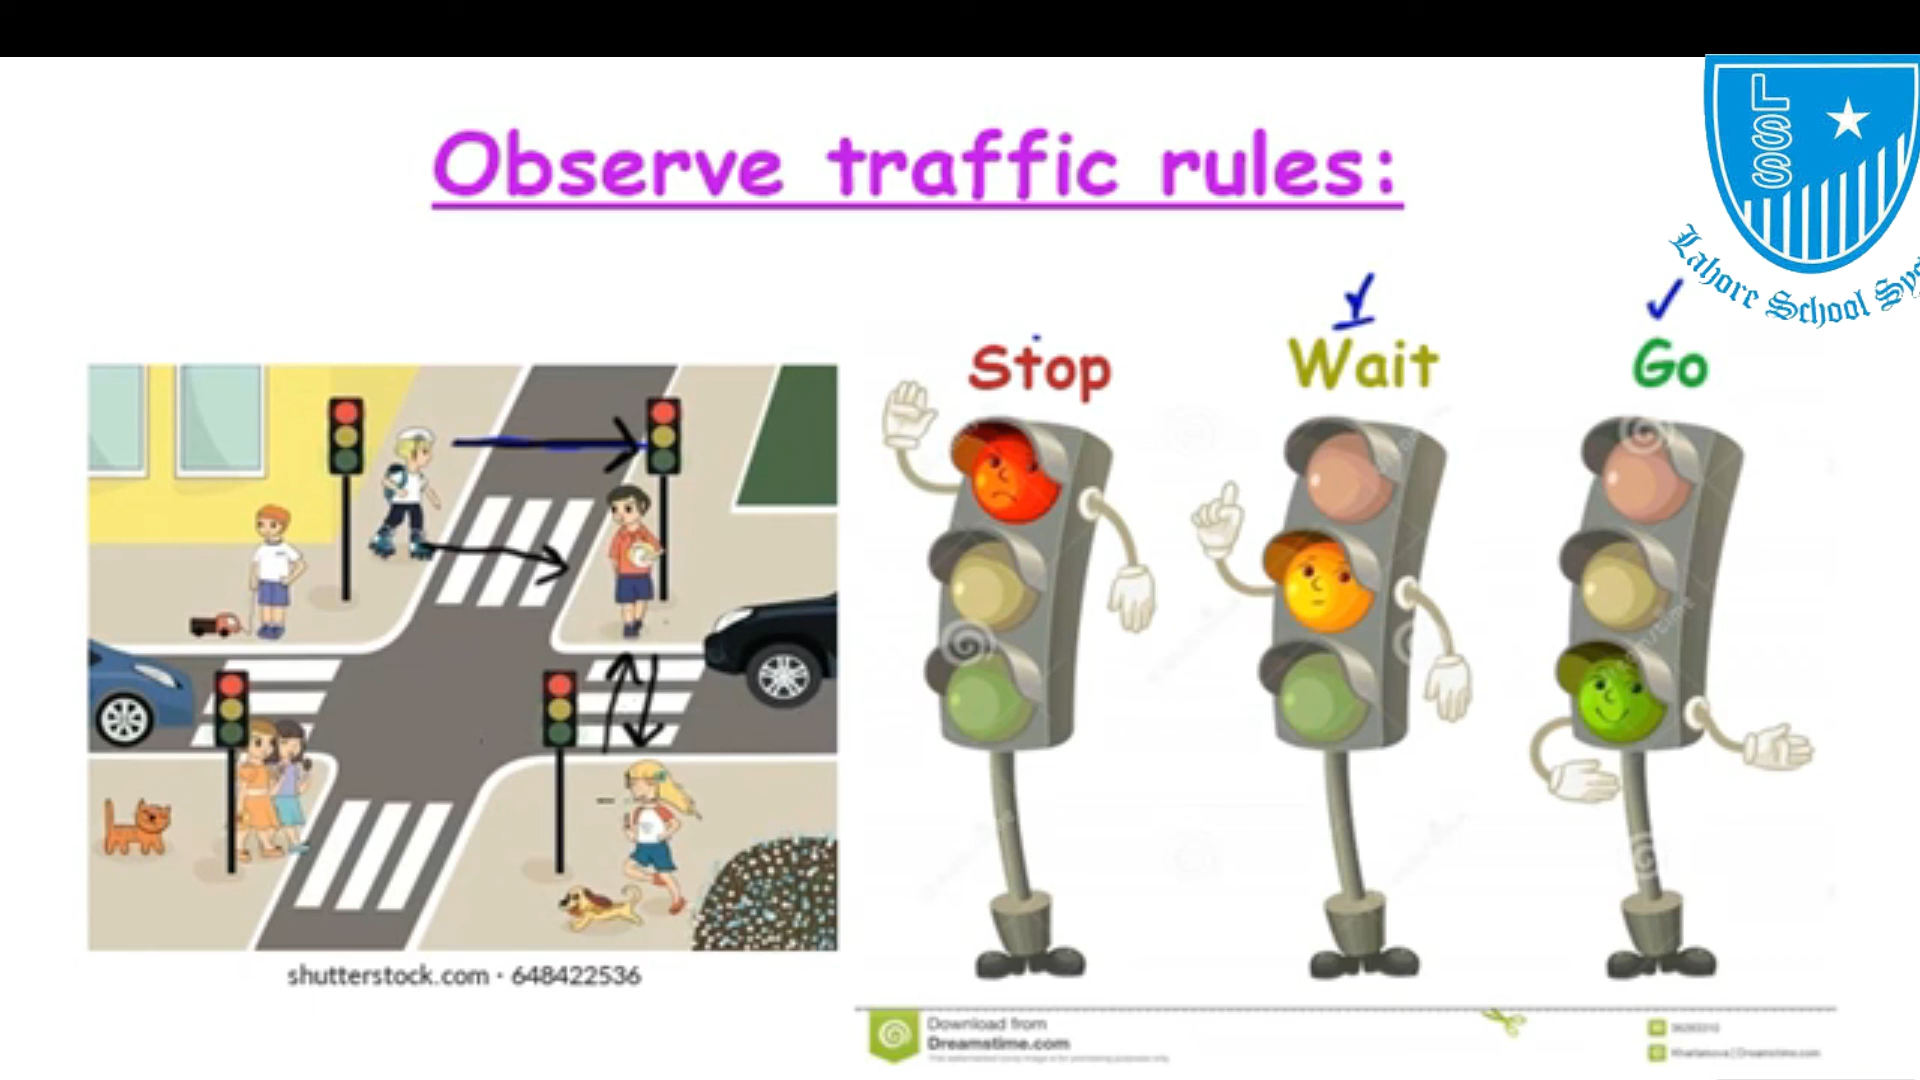 Observe traffic rules:
LSS
Lahore School
Stop
Wait
Go
shutterstock.com · 648422536
Download from
Dreamstime.com